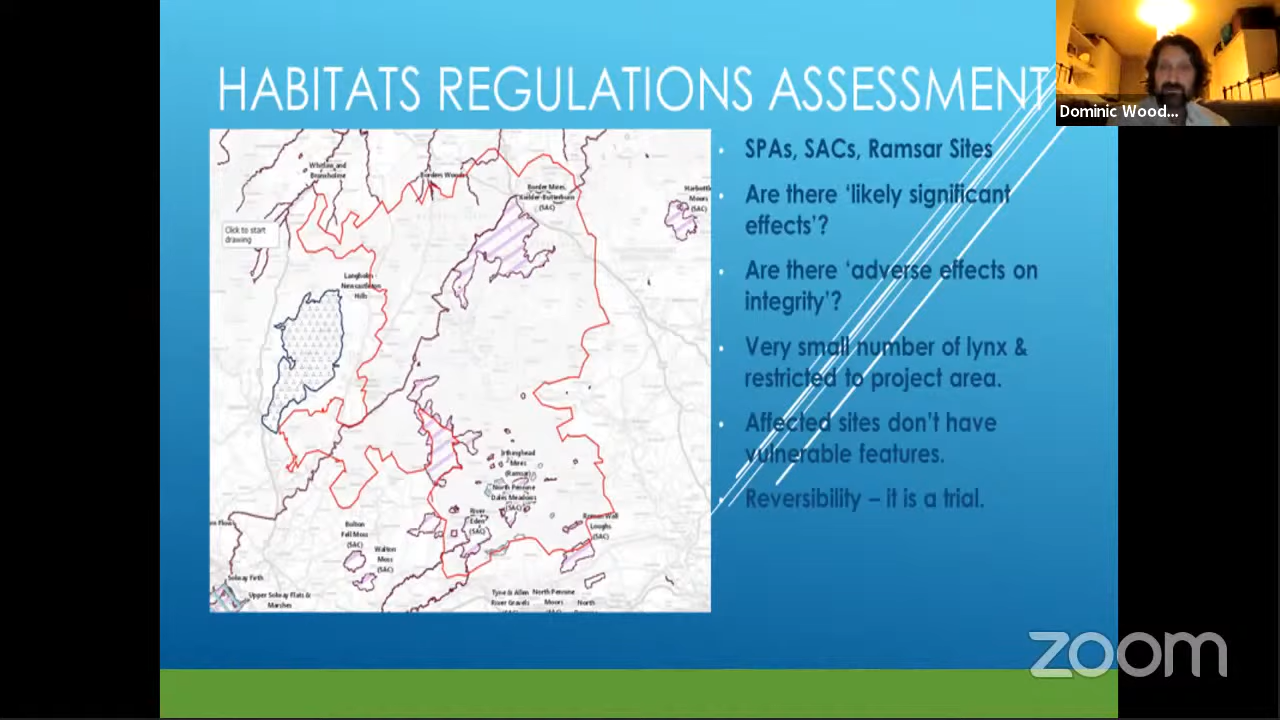 HABITATS REGULATIONS ASSESSMENT
Dominic Wood...
• SPAs, SACs, Ramsar Sites
• Are there ‘likely significant
effects’?
• Are there ‘adverse effects on
integrity’?
• Very small number of lynx &
restricted to project area.
• Affected sites don’t have
vulnerable features.
• Reversibility – it is a trial.
Whitlaw and
Branxholme
Borders Woods
Border Mires,
Kielder-Butterburn
(SAC)
Harbottle
Moors
(SAC)
Click to start
drawing
Langholm -
Newcastleton
Hills
Irthinghead
Mires
(Ramsar)
North Pennine
Dales Meadows
(SAC)
River
Eden
(SAC)
Roman Wall
Loughs
(SAC)
Bolton
Fell Moss
(SAC)
Walton
Moss
(SAC)
Solway Firth
Upper Solway Flats &
Marshes
Tyne & Allen
River Gravels
North Pennine
Moors
North
zoom